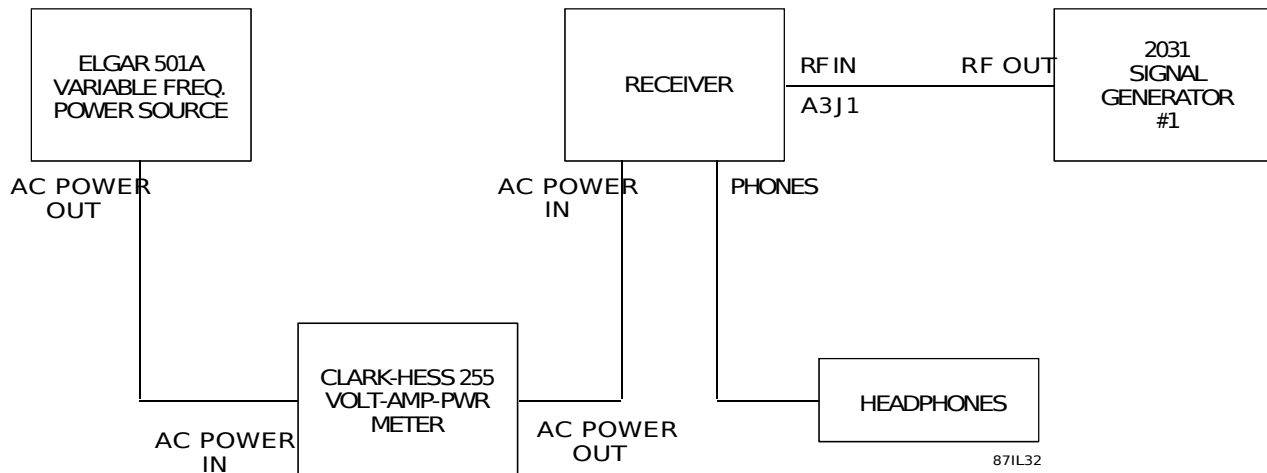 ELGAR 501A
VARIABLE FREQ.
POWER SOURCE
RECEIVER
RF IN
RF OUT
A3J1
2031
SIGNAL
GENERATOR
#1
AC POWER
OUT
AC POWER
IN
PHONES
CLARK-HESS 255
VOLT-AMP-PWR
METER
HEADPHONES
AC POWER
IN
AC POWER
OUT
87IL32